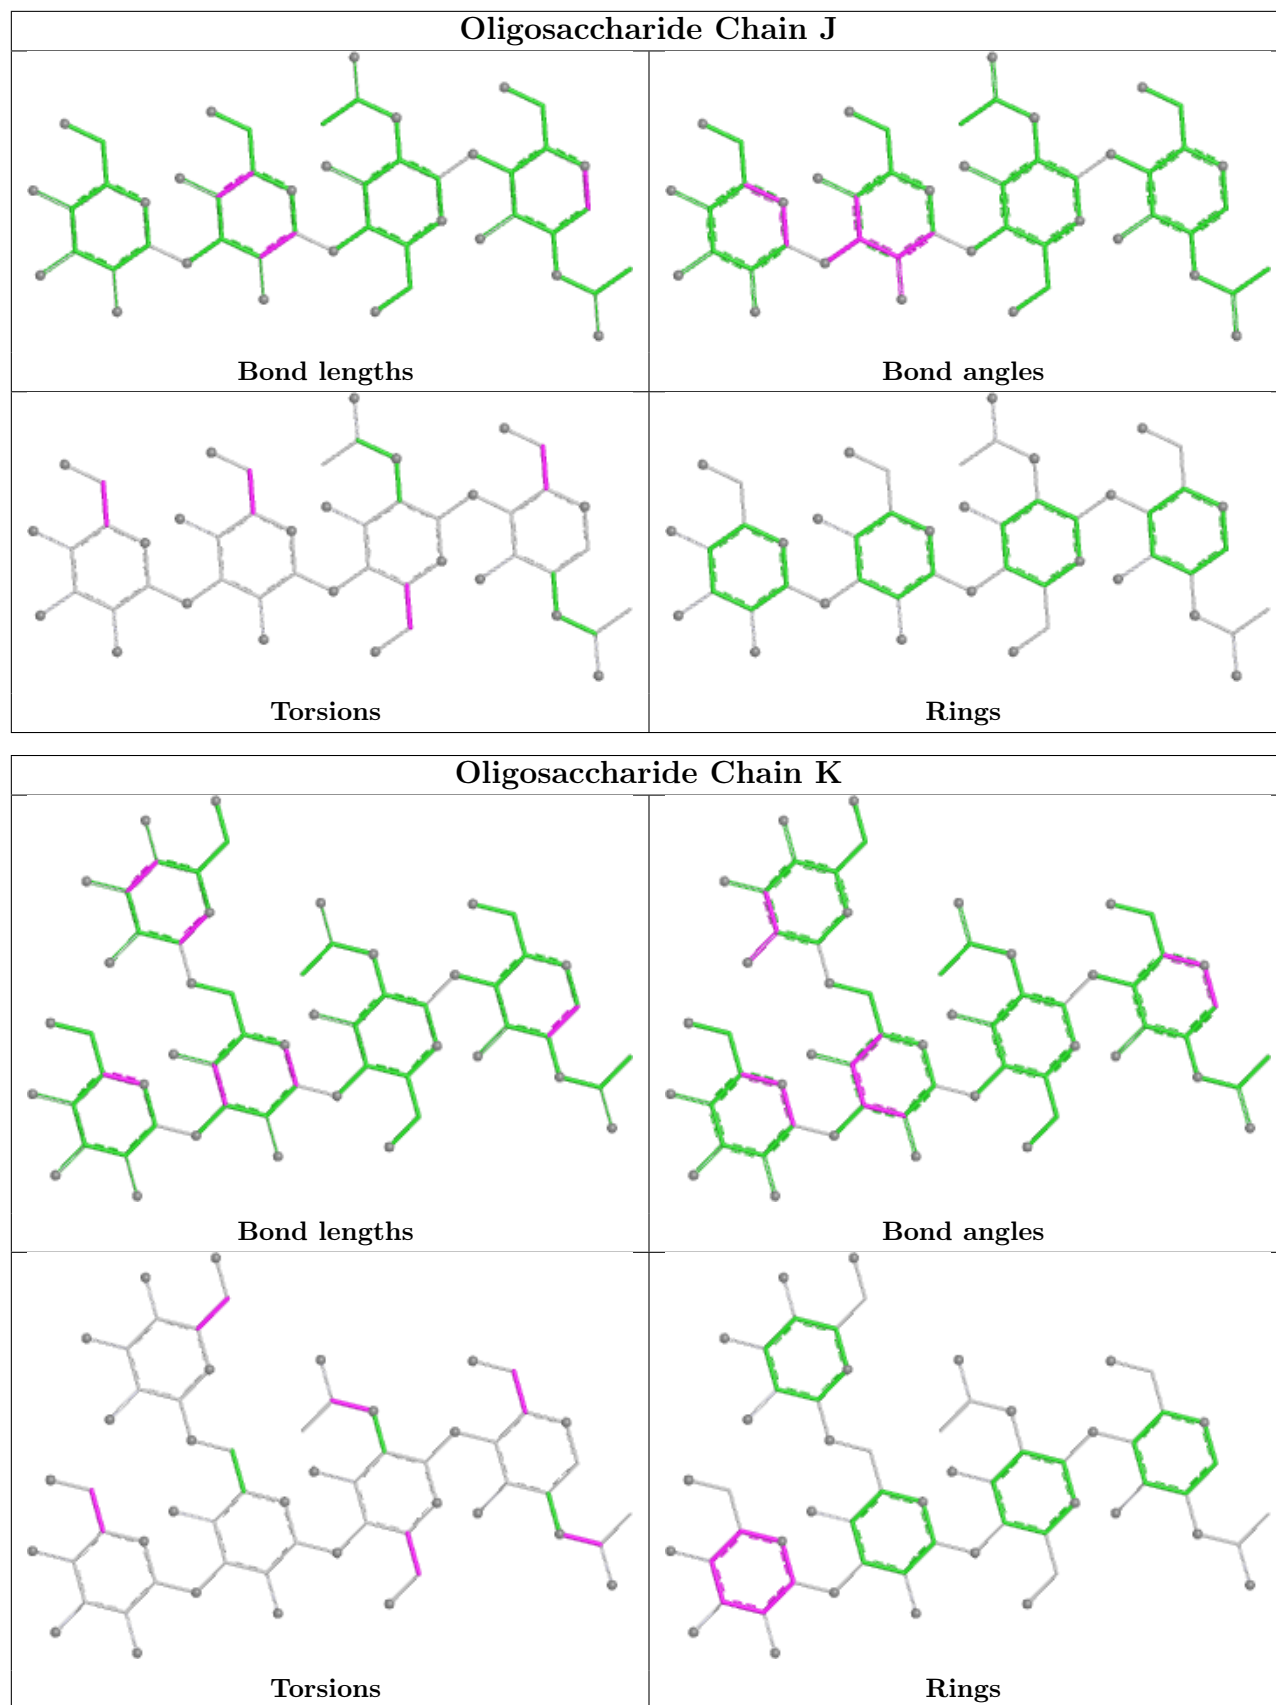 Oligosaccharide Chain J
Bond lengths
Bond angles
Torsions
Rings
Oligosaccharide Chain K
Bond lengths
Bond angles
Torsions
Rings